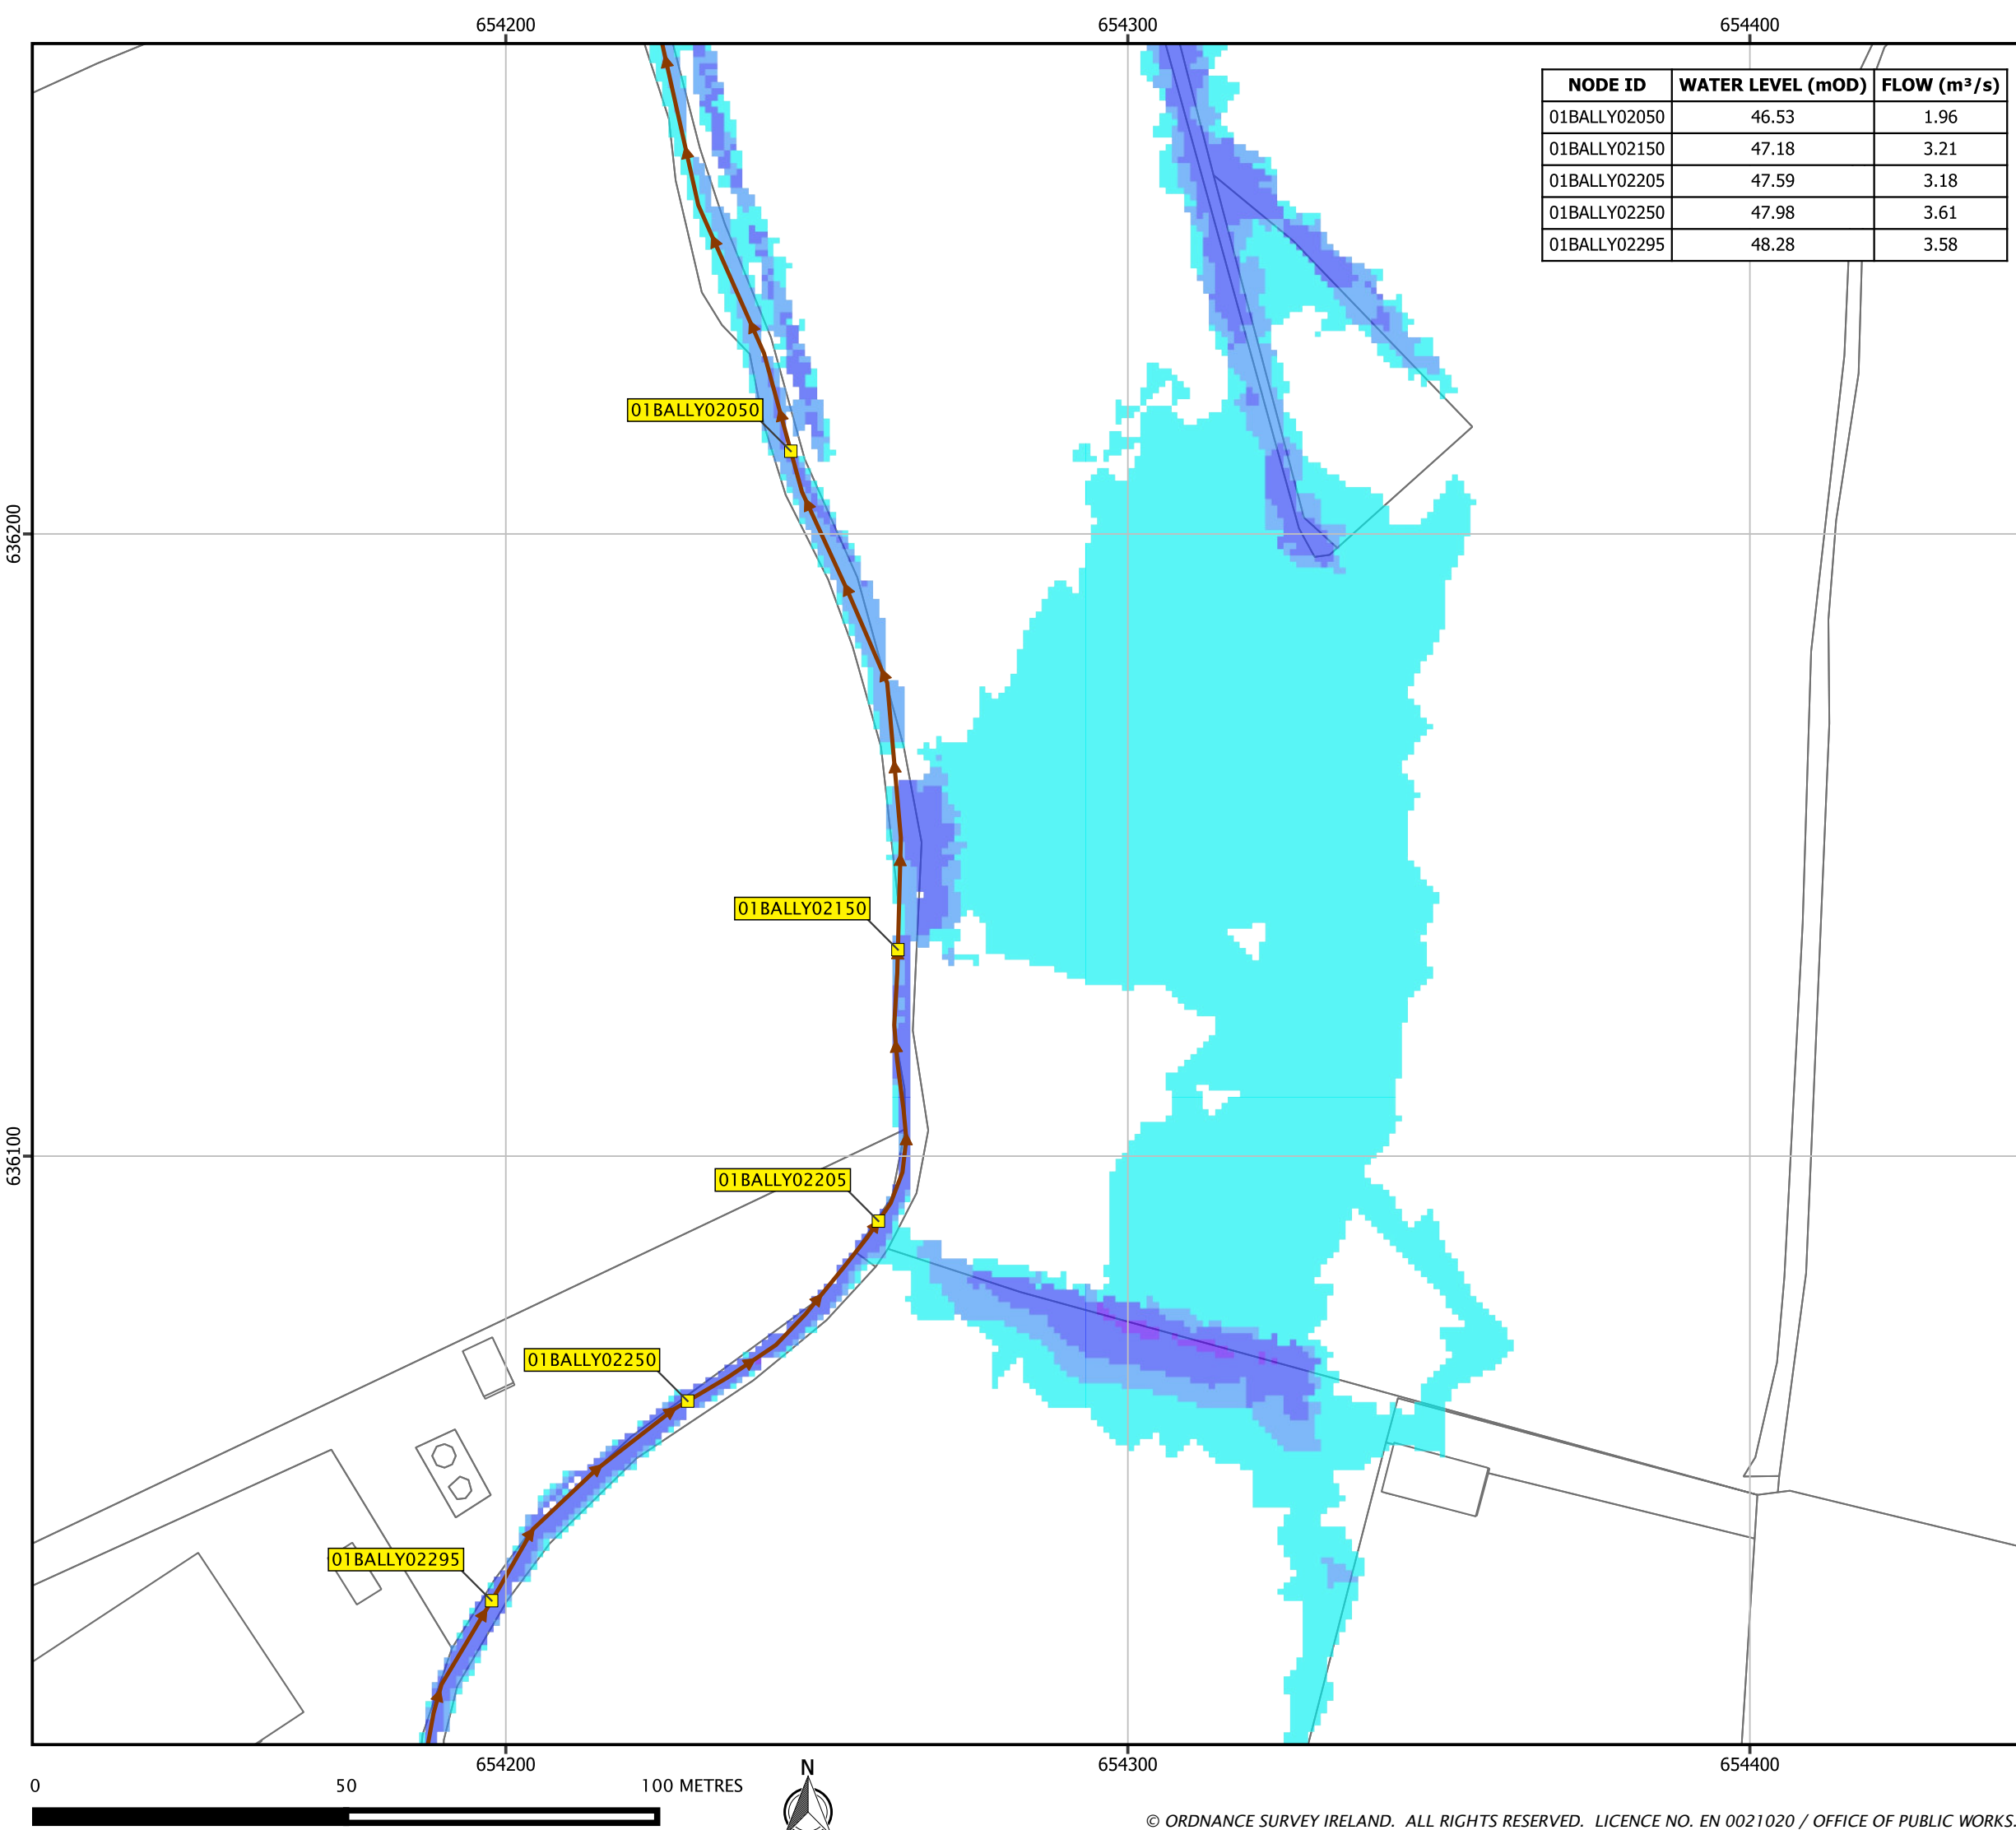 654200 654300 654400
NODE ID WATER LEVEL (mOD) FLOW (m³/s)
01BALLY02050 46.53 1.96
01BALLY02150 47.18 3.21
01BALLY02205 47.59 3.18
01BALLY02250 47.98 3.61
01BALLY02295 48.28 3.58
01BALLY02050
636200
01BALLY02150
636100
01BALLY02205
01BALLY02250
01BALLY02295
654200 654300 654400
0 50 100 METRES
N
© ORDNANCE SURVEY IRELAND. ALL RIGHTS RESERVED. LICENCE NO. EN 0021020 / OFFICE OF PUBLIC WORKS